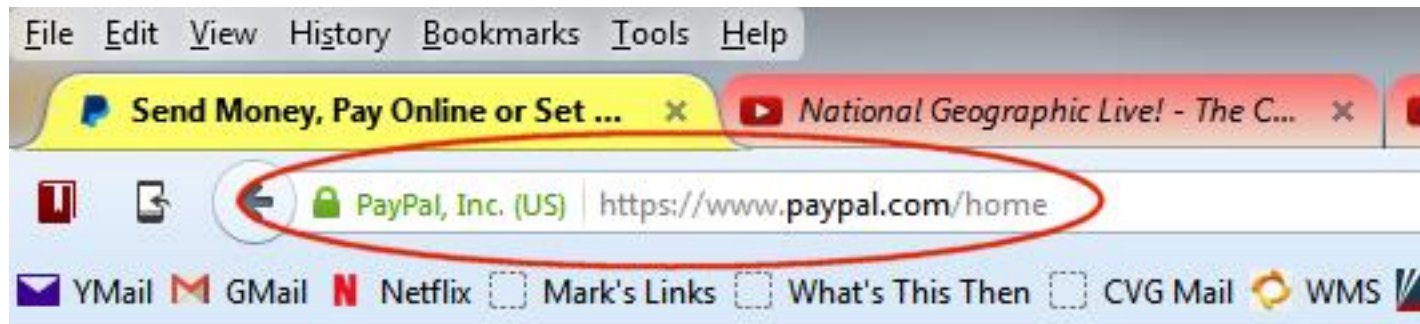 File Edit View History Bookmarks Tools Help
Send Money, Pay Online or Set ... National Geographic Live! - The C...
PayPal, Inc. (US) https://www.paypal.com/home
YMail GMail Netflix Mark's Links What's This Then CVG Mail WMS